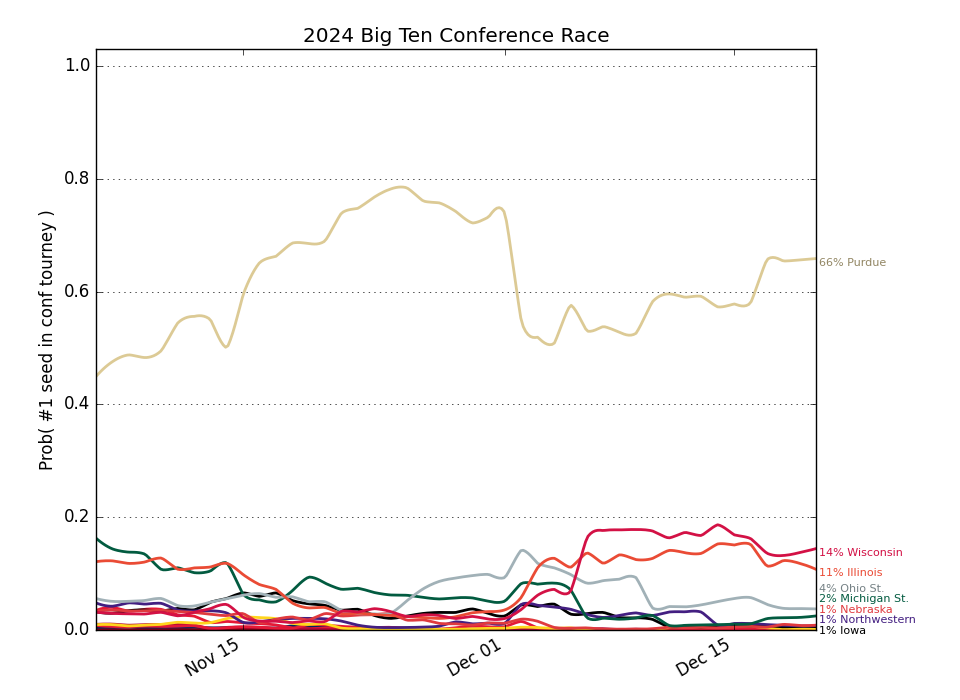 2024 Big Ten Conference Race
Prob( #1 seed in conf tourney )
1.0
0.8
0.6
0.4
0.2
0.0
Nov 15
Dec 01
Dec 15
66% Purdue
14% Wisconsin
11% Illinois
4% Ohio St.
2% Michigan St.
1% Nebraska
1% Northwestern
1% Iowa